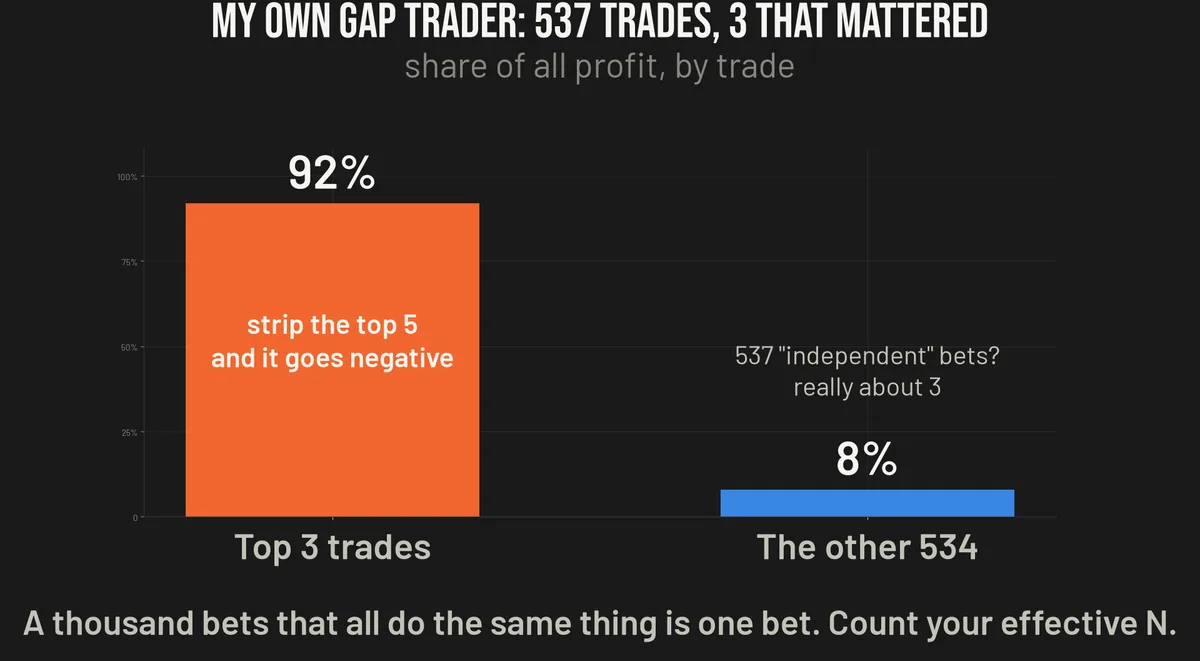 MY OWN GAP TRADER: 537 TRADES, 3 THAT MATTERED
share of all profit, by trade
100%
92%
75%
strip the top 5
and it goes negative
50%
537 "independent" bets?
really about 3
25%
8%
0
Top 3 trades
The other 534
A thousand bets that all do the same thing is one bet. Count your effective N.